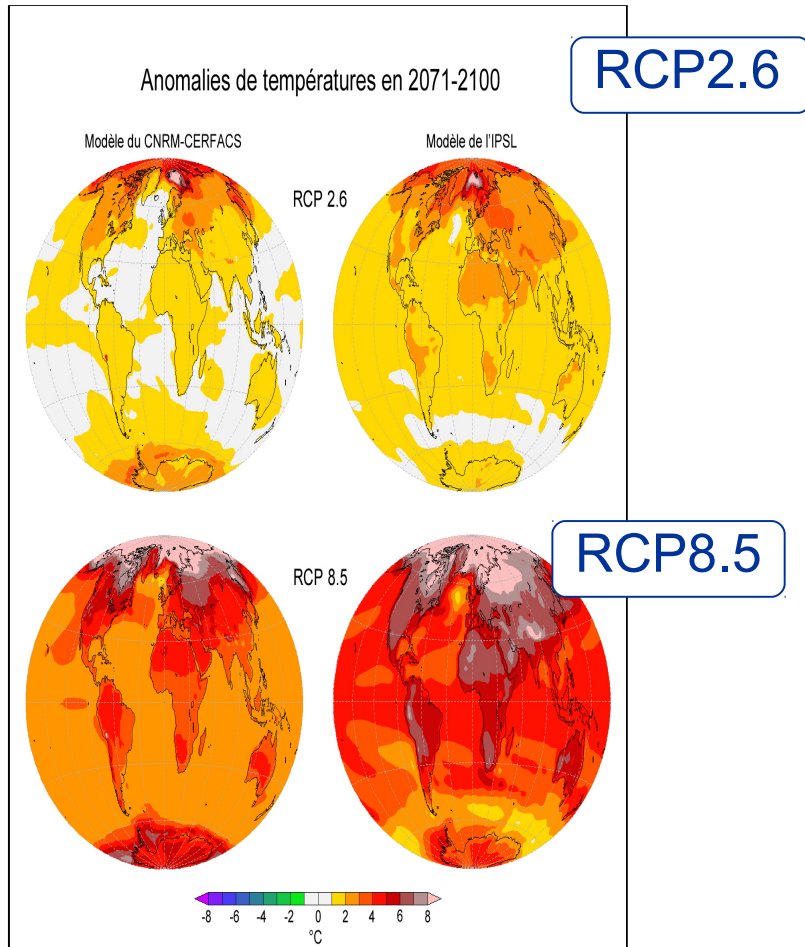 RCP2.6
Anomalies de températures en 2071-2100
Modèle du CNRM-CERFACS
Modèle de l'IPSL
RCP 2.6
RCP8.5
RCP 8.5
-8 -6 -4 -2 0 2 4 6 8
°C